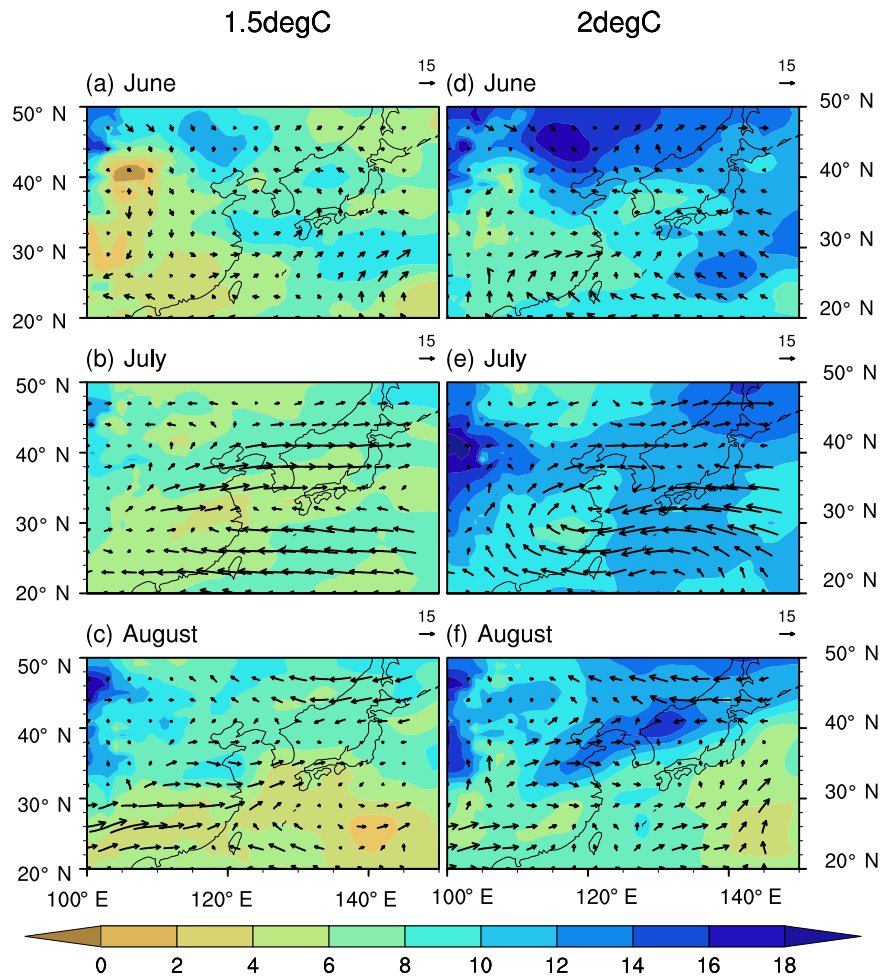 1.5degC 2degC
(a) June 15 (d) June 15
50° N 50° N
40° N 40° N
30° N 30° N
20° N 20° N
(b) July 15 (e) July 15
50° N 50° N
40° N 40° N
30° N 30° N
20° N 20° N
(c) August 15 (f) August 15
50° N 50° N
40° N 40° N
30° N 30° N
20° N 20° N
100° E 120° E 140° E 100° E 120° E 140° E
0 2 4 6 8 10 12 14 16 18